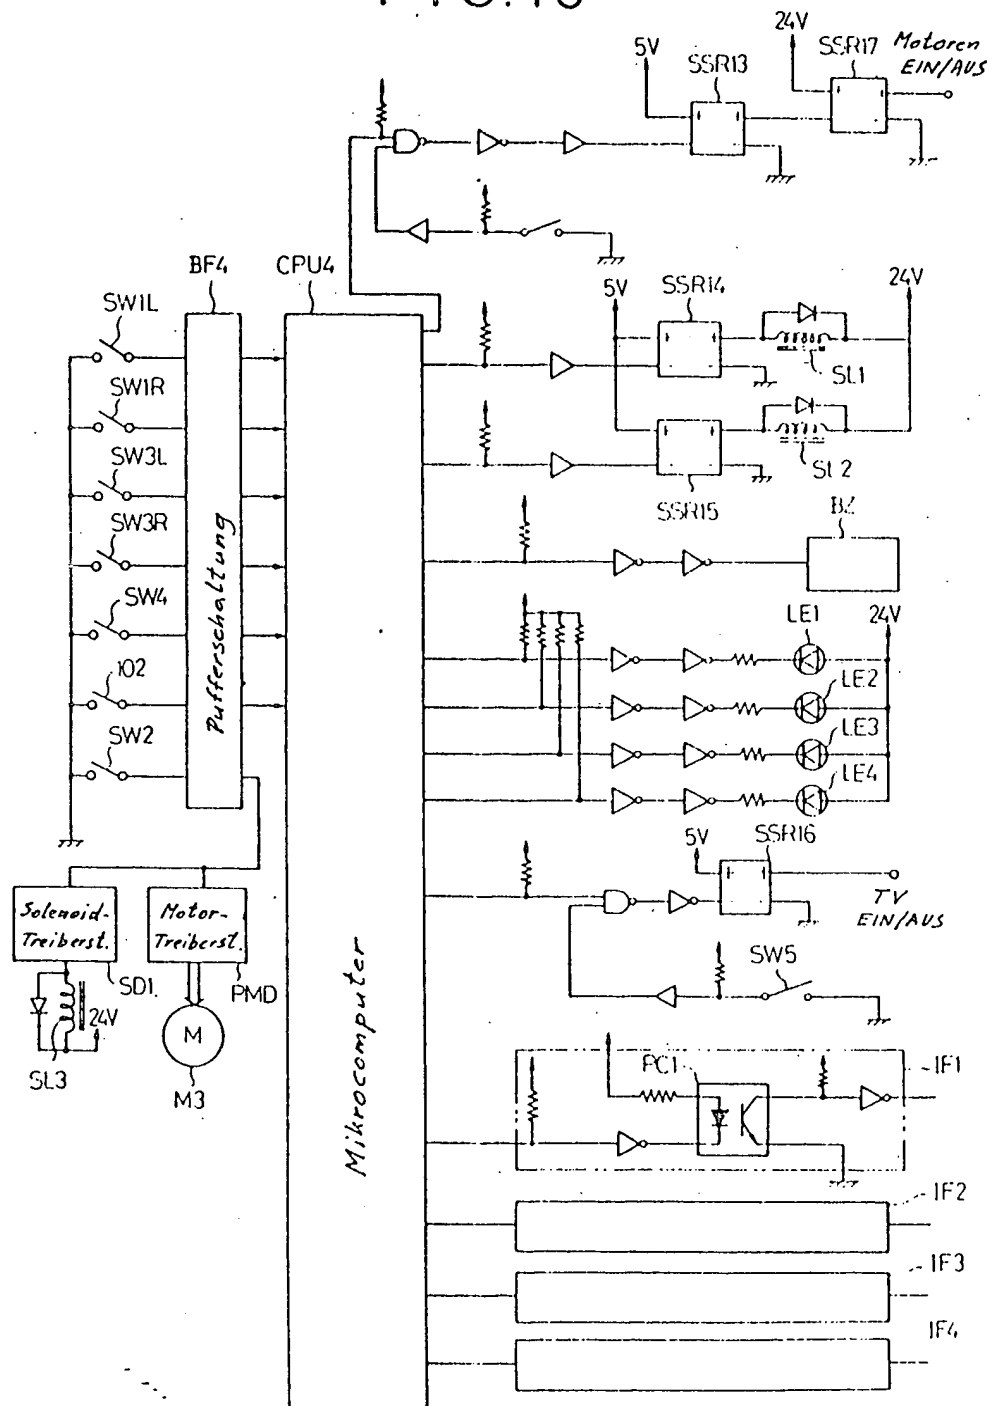 5V
SSR13
24V
SSR17
Motoren
EIN/AUS
BF4
CPU4
SW1L
SW1R
SW3L
SW3R
SW4
102
SW2
Pufferschaltung
Mikrocomputer
5V
SSR14
24V
SL1
SL2
SSR15
BZ
LE1
24V
LE2
LE3
LE4
5V
SSR16
TV
EIN/AUS
SW5
Solenoid-
Treiberst.
Motor-
Treiberst.
SD1
PMD
24V
SL3
M
M3
PC1
IF1
IF2
IF3
IF4